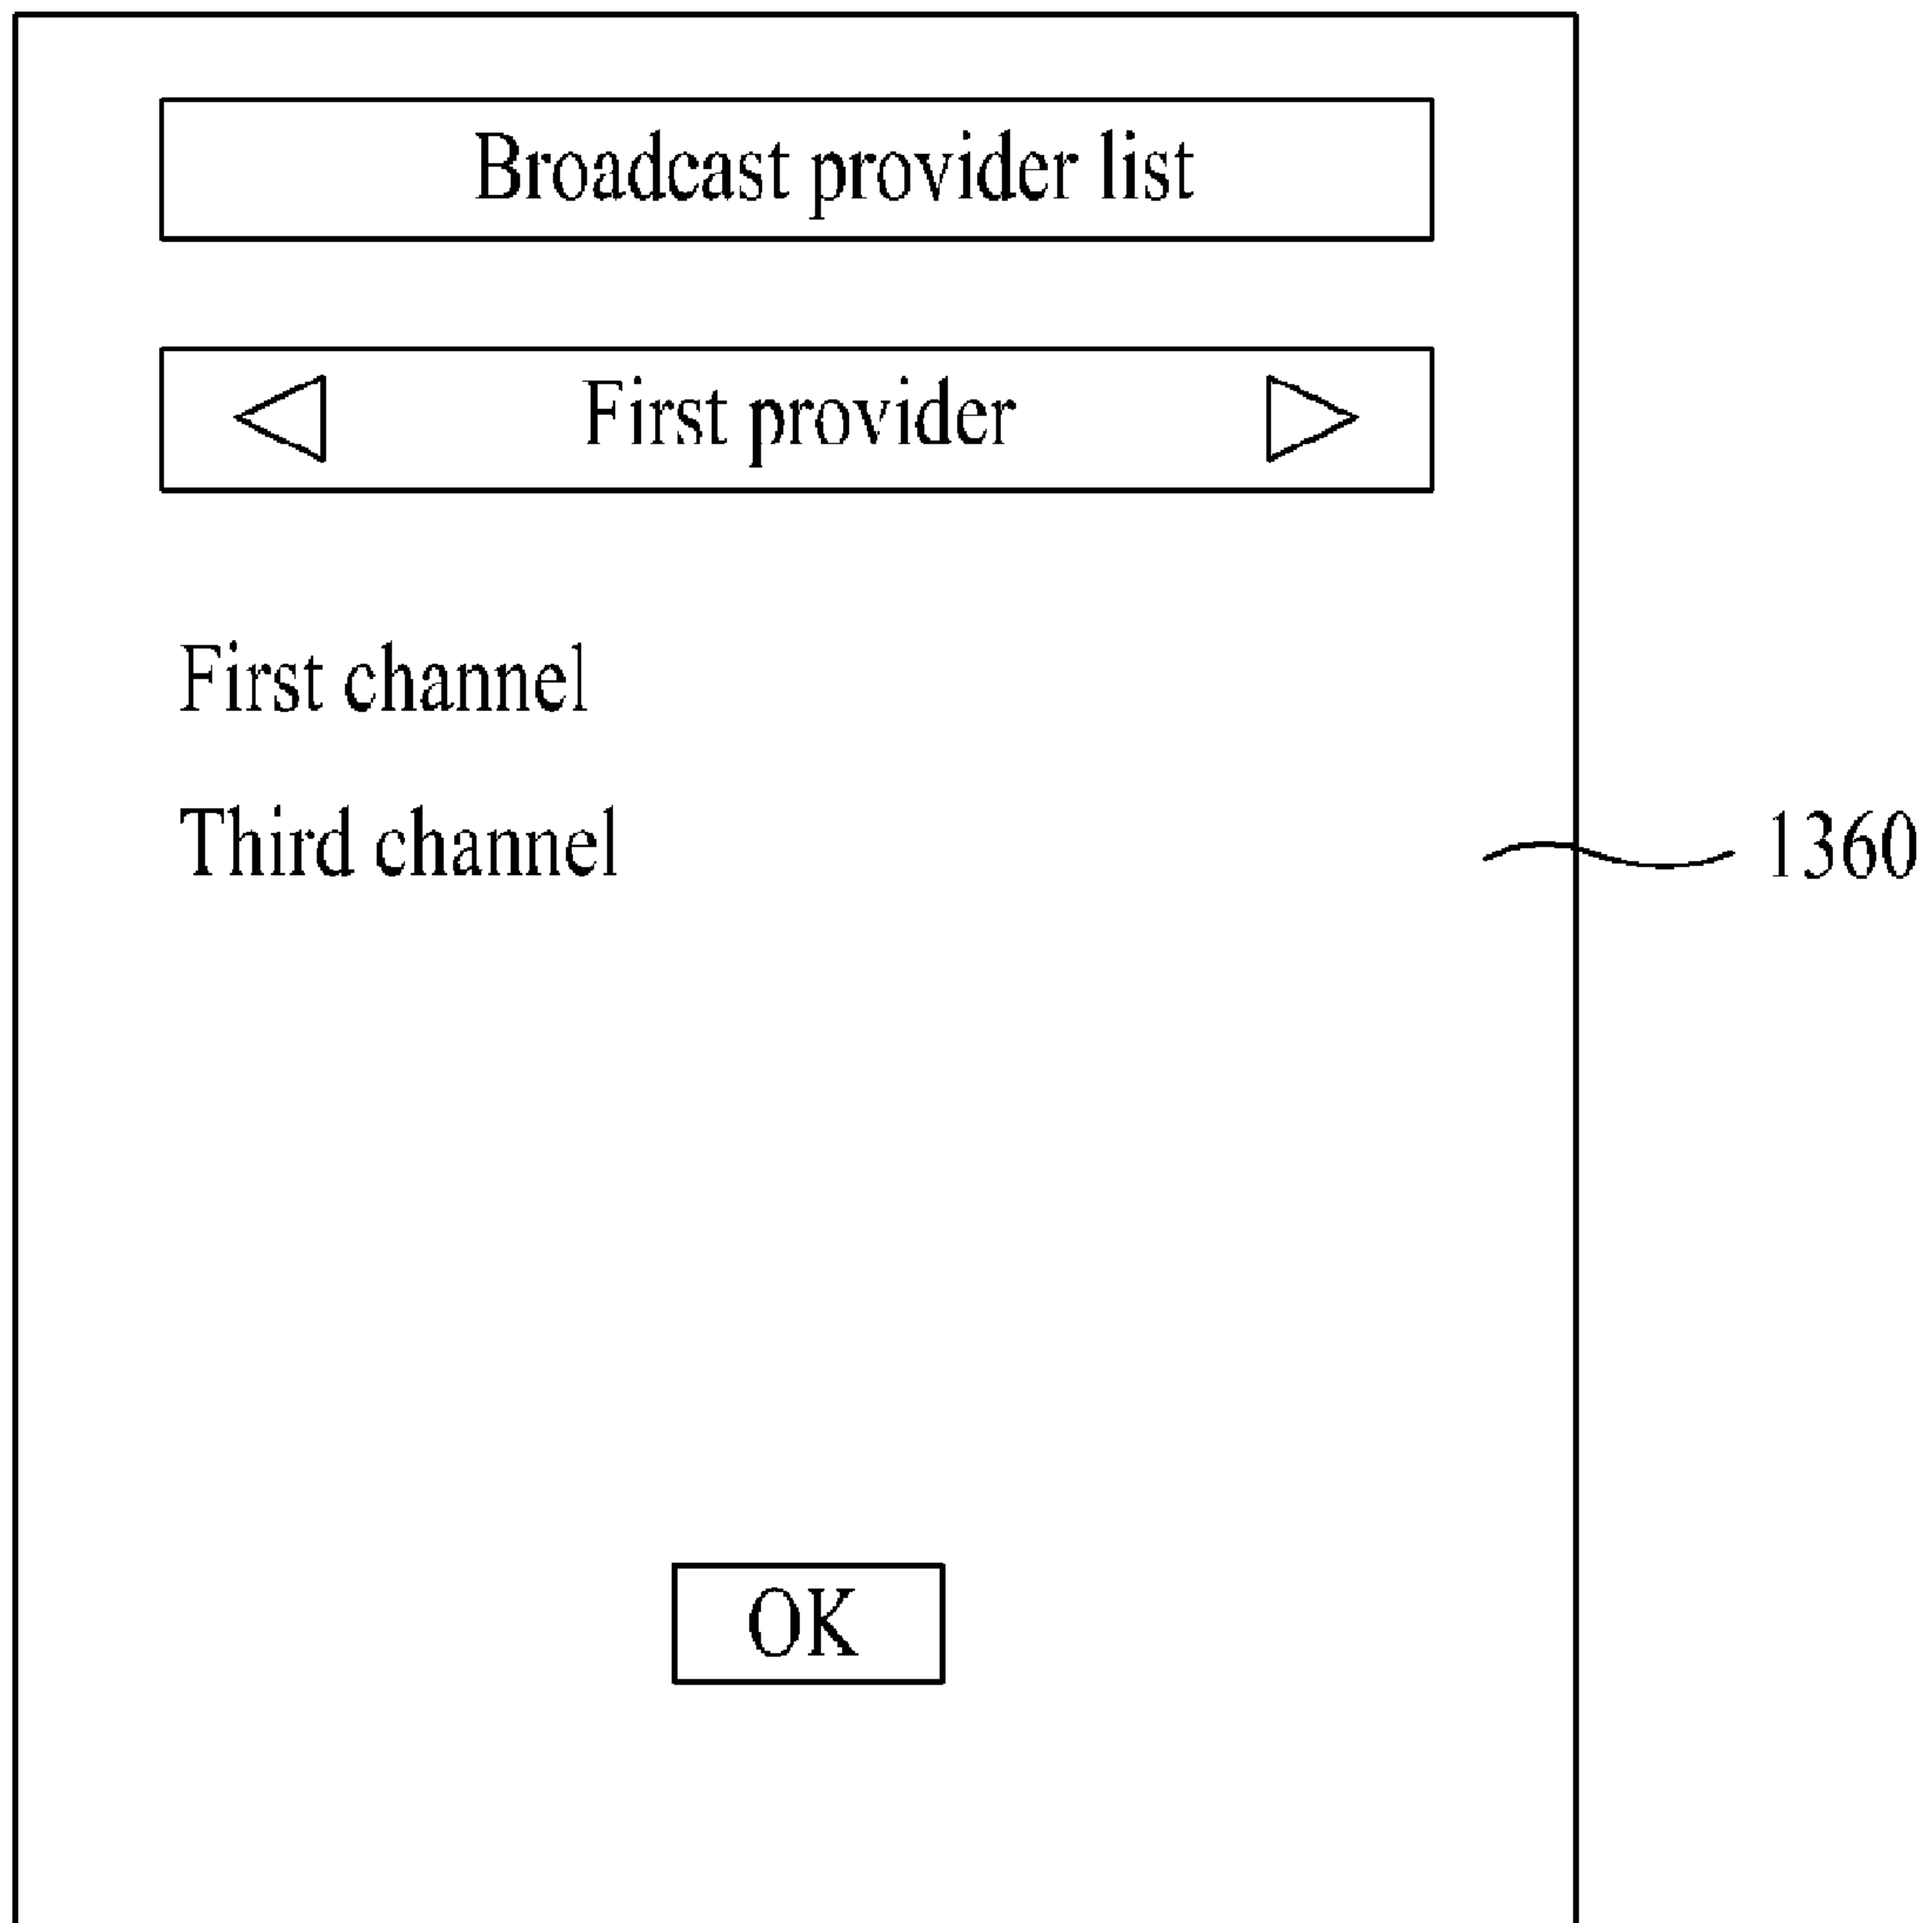 Broadcast provider list
First provider
First channel
Third channel
1360
OK